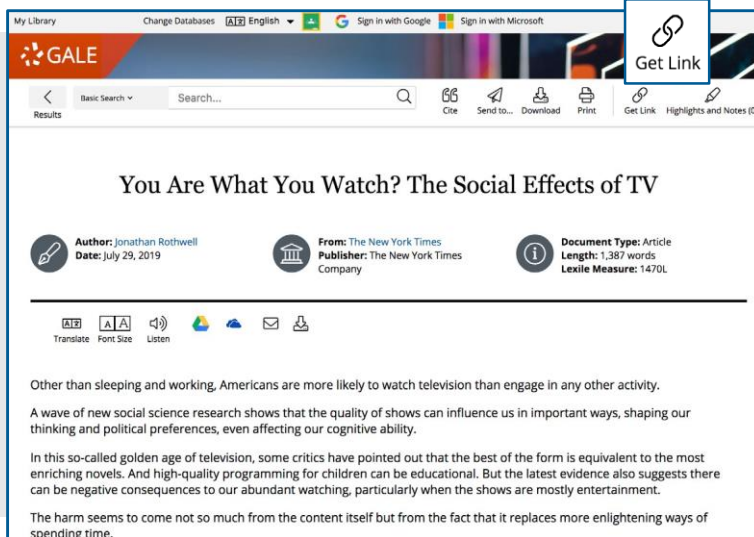 My Library Change Databases English Sign in with Google Sign in with Microsoft
Get Link
GALE
Results Basic Search Search... Cite Send to... Download Print Get Link Highlights and Notes (0
You Are What You Watch? The Social Effects of TV
Author: Jonathan Rothwell
Date: July 29, 2019
From: The New York Times
Publisher: The New York Times
Company
Document Type: Article
Length: 1,387 words
Lexile Measure: 1470L
Translate Font Size Listen
Other than sleeping and working, Americans are more likely to watch television than engage in any other activity.
A wave of new social science research shows that the quality of shows can influence us in important ways, shaping our
thinking and political preferences, even affecting our cognitive ability.
In this so-called golden age of television, some critics have pointed out that the best of the form is equivalent to the most
enriching novels. And high-quality programming for children can be educational. But the latest evidence also suggests there
can be negative consequences to our abundant watching, particularly when the shows are mostly entertainment.
The harm seems to come not so much from the content itself but from the fact that it replaces more enlightening ways of
spending time.